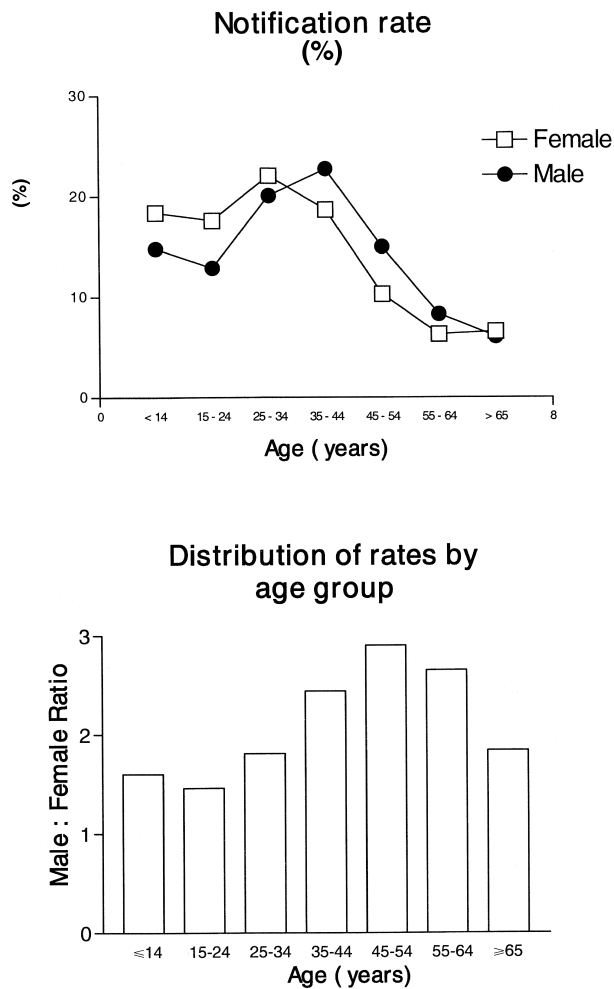 Notification rate
(%)
30
Female
Male
(%)
20
10
0
0 < 14 15 - 24 25 - 34 35 - 44 45 - 54 55 - 64 > 65 8
Age ( years)
Distribution of rates by
age group
3
Male : Female Ratio
2
1
0
⩽14 15-24 25-34 35-44 45-54 55-64 ⩾65
Age ( years)